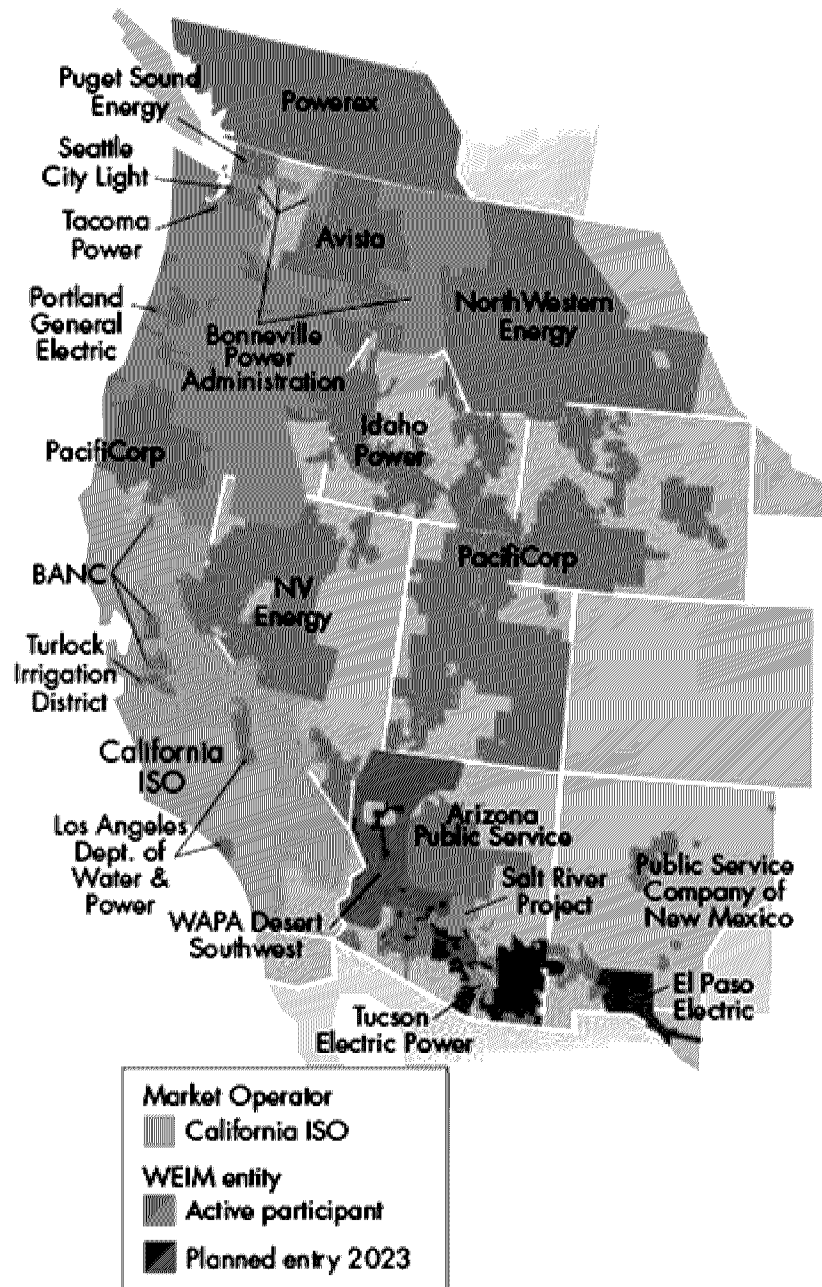 Puget Sound
Energy
Powerex
Seattle
City Light
Tacoma
Power
Avista
Portland
General
Electric
NorthWestern
Energy
Bonneville
Power
Administration
Idaho
Power
PacifiCorp
PacifiCorp
BANC
NV
Energy
Turlock
Irrigation
District
California
ISO
Arizona
Public Service
Los Angeles
Dept. of
Water &
Power
Salt River
Project
Public Service
Company of
New Mexico
WAPA Desert
Southwest
El Paso
Electric
Tucson
Electric Power
Market Operator
California ISO
WEIM entity
Active participant
Planned entry 2023